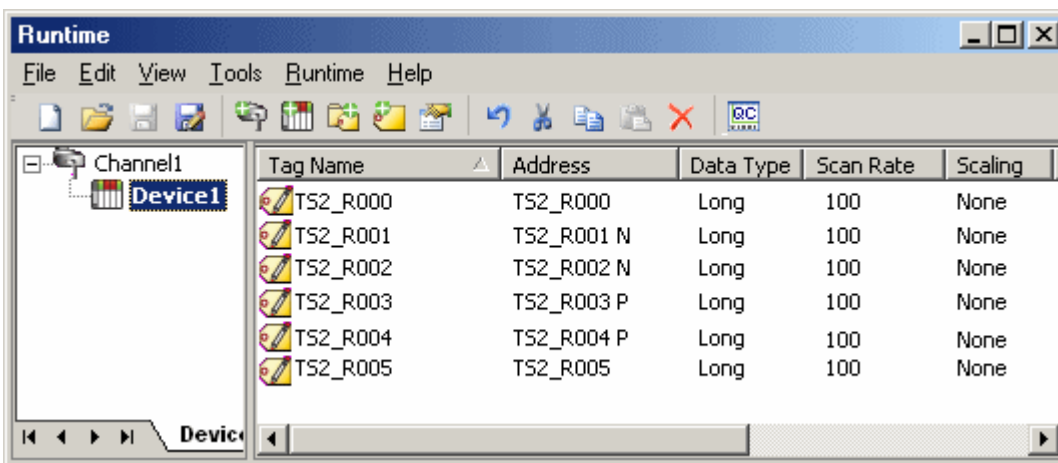 Runtime
File Edit View Tools Runtime Help
QC
Channel1
Device1
Tag Name Address Data Type Scan Rate Scaling
TS2_R000 TS2_R000 Long 100 None
TS2_R001 TS2_R001 N Long 100 None
TS2_R002 TS2_R002 N Long 100 None
TS2_R003 TS2_R003 P Long 100 None
TS2_R004 TS2_R004 P Long 100 None
TS2_R005 TS2_R005 Long 100 None